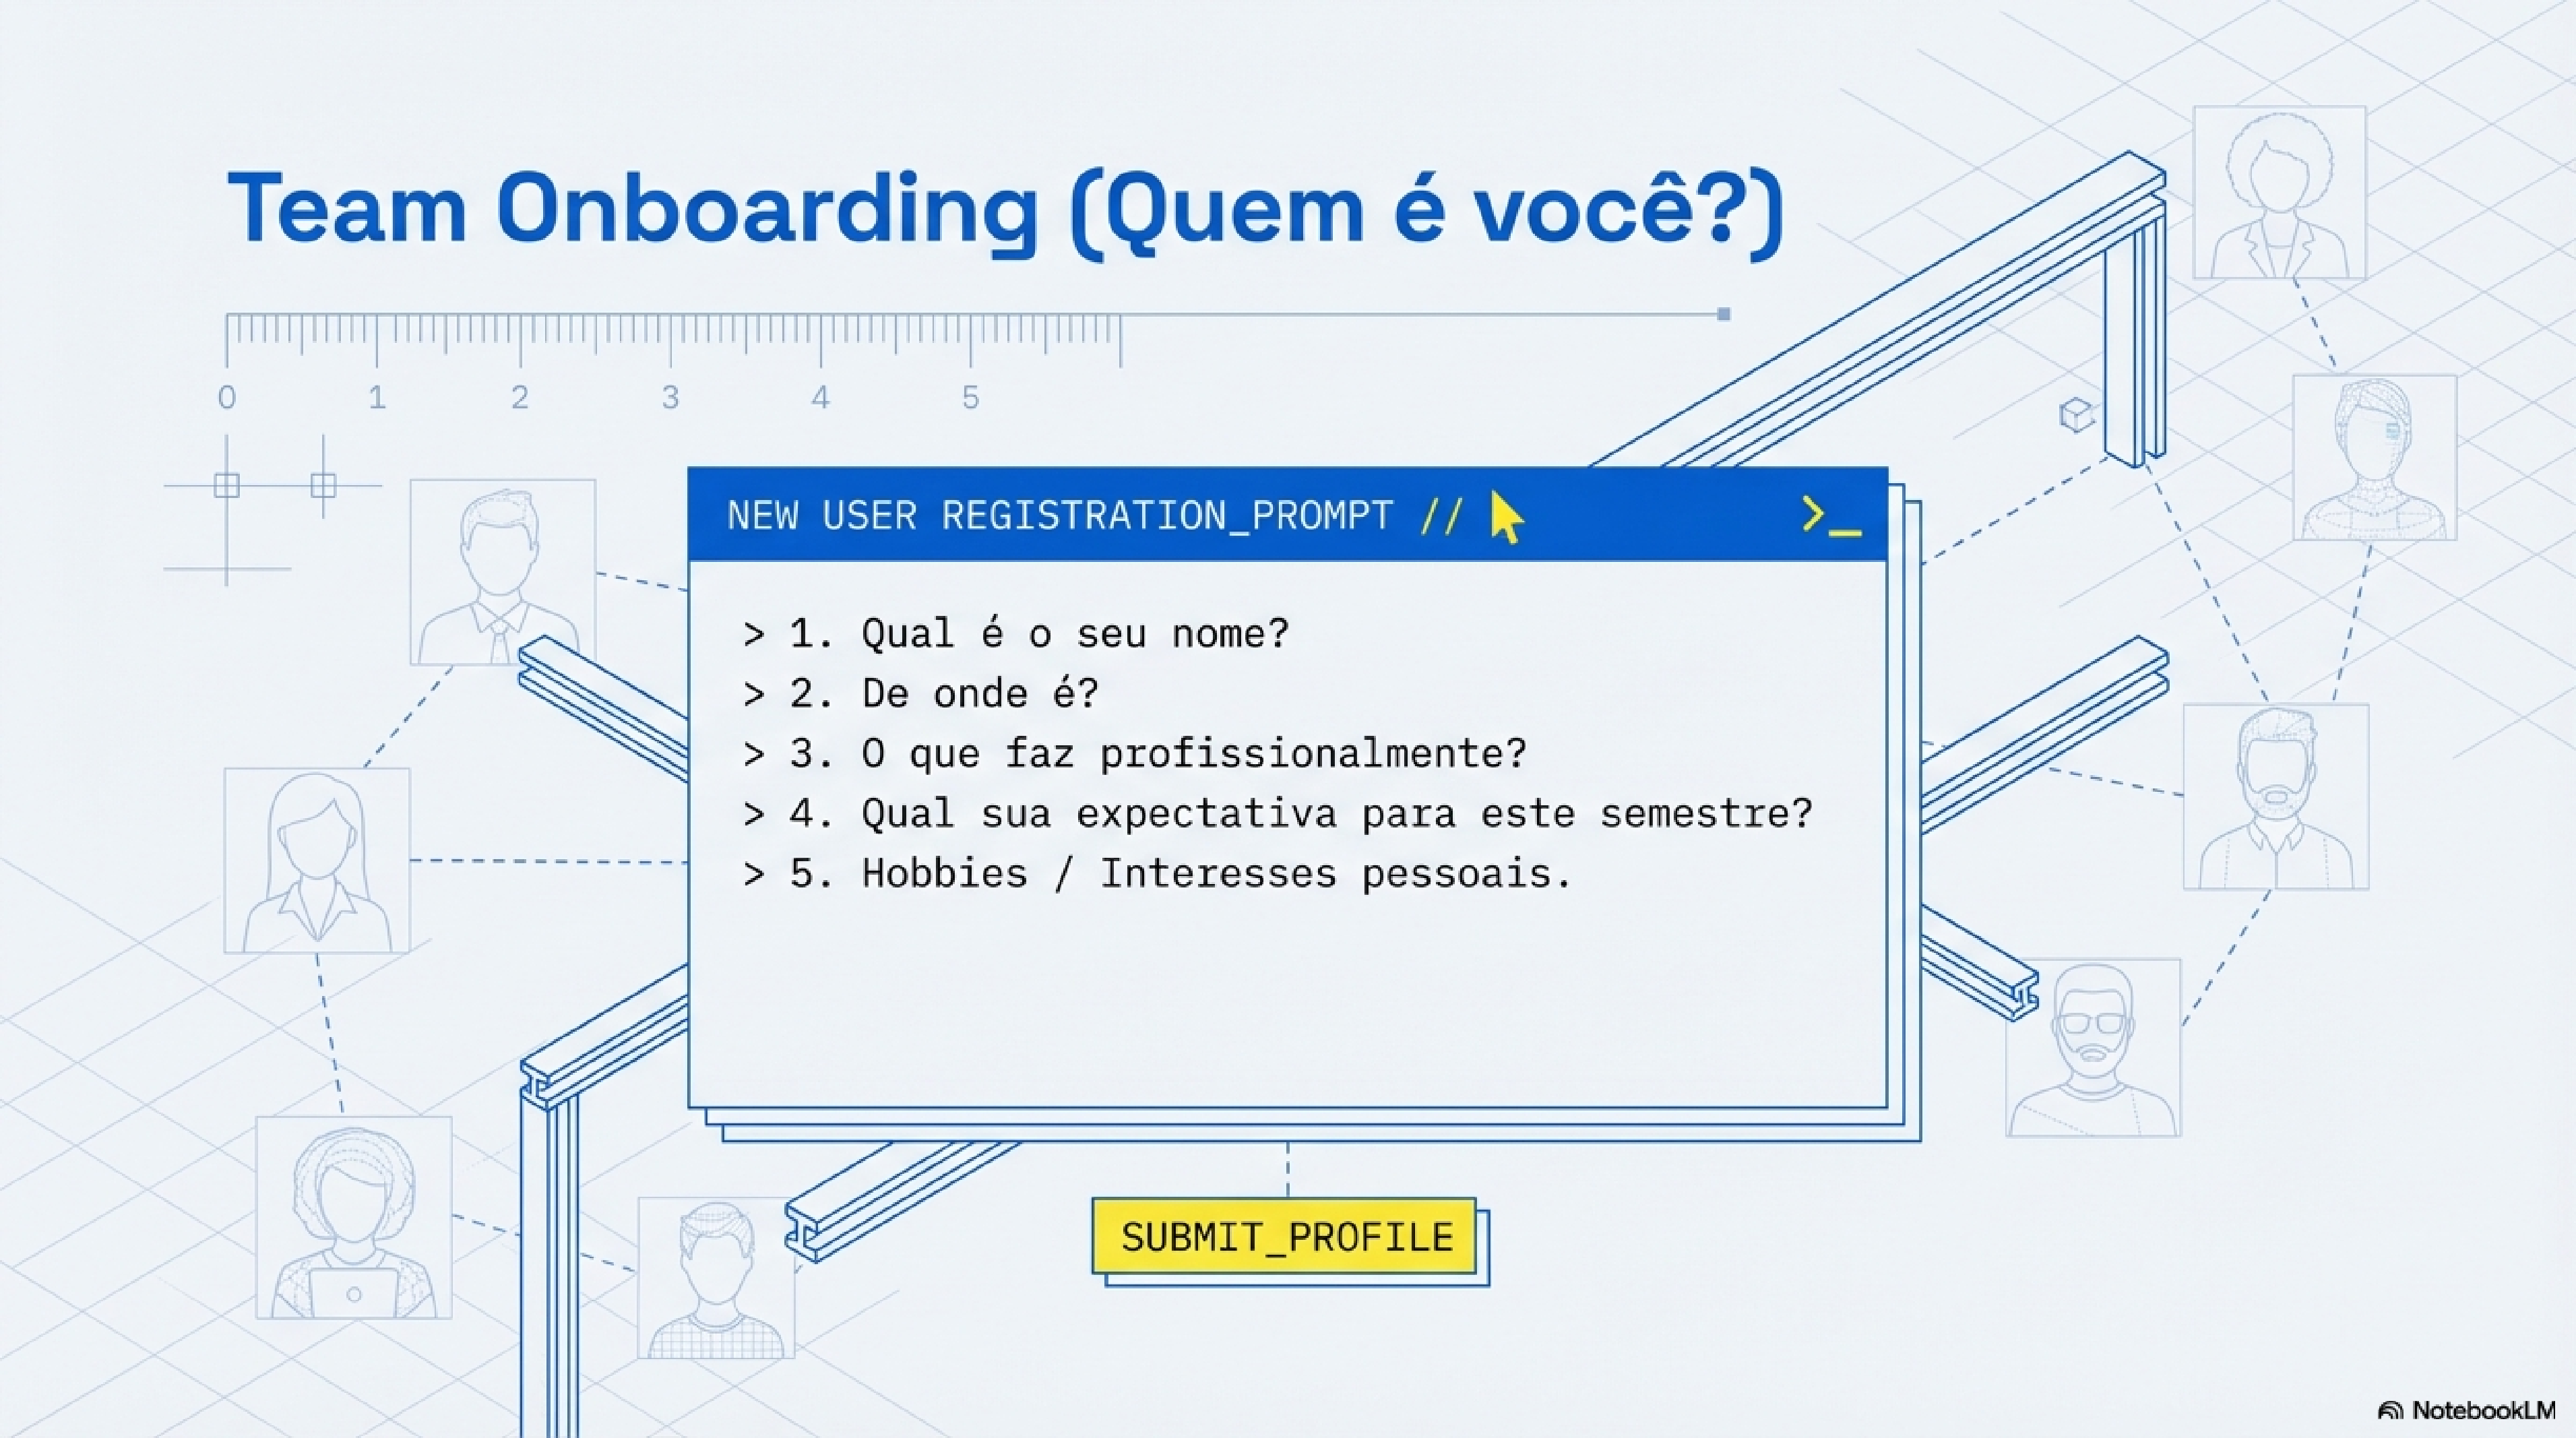 Team Onboarding (Quem é você?)
0 1 2 3 4 5
NEW USER REGISTRATION_PROMPT // >_
> 1. Qual é o seu nome?
> 2. De onde é?
> 3. O que faz profissionalmente?
> 4. Qual sua expectativa para este semestre?
> 5. Hobbies / Interesses pessoais.
SUBMIT_PROFILE
NotebookLM